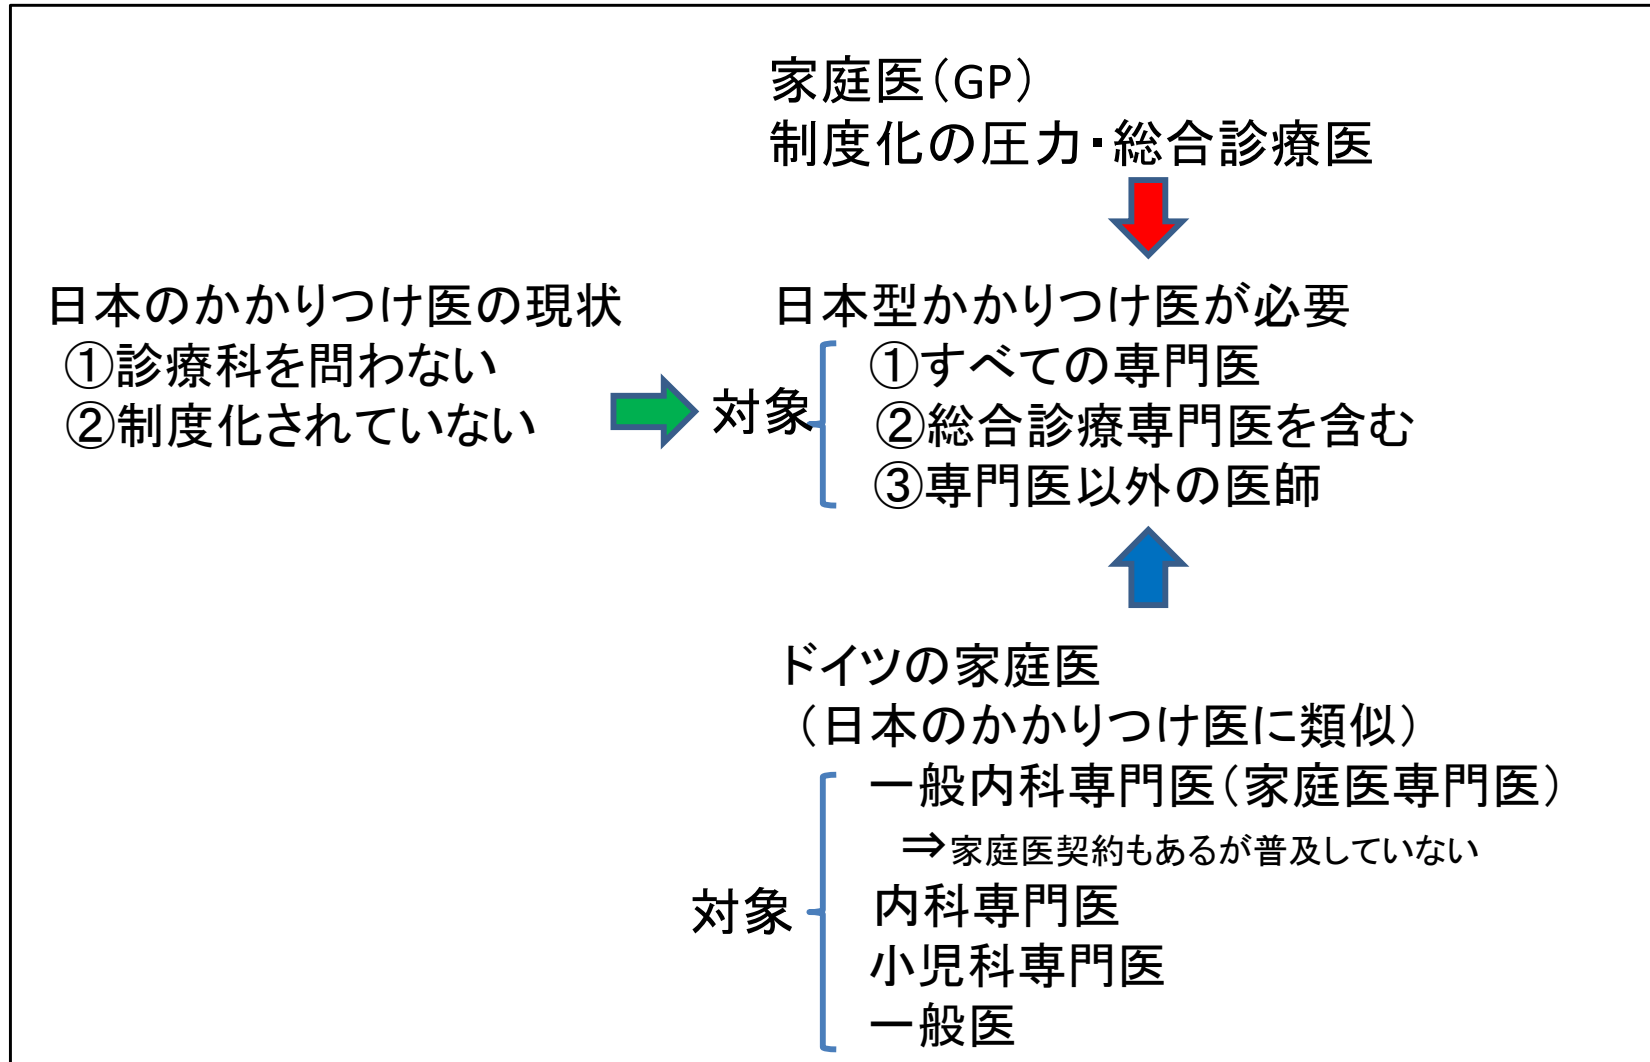 家庭医（GP）
制度化の圧力・総合診療医
日本のかかりつけ医の現状
①診療科を問わない
②制度化されていない
日本型かかりつけ医が必要
対象
①すべての専門医
②総合診療専門医を含む
③専門医以外の医師
ドイツの家庭医
（日本のかかりつけ医に類似）
対象
一般内科専門医（家庭医専門医）
⇒家庭医契約もあるが普及していない
内科専門医
小児科専門医
一般医